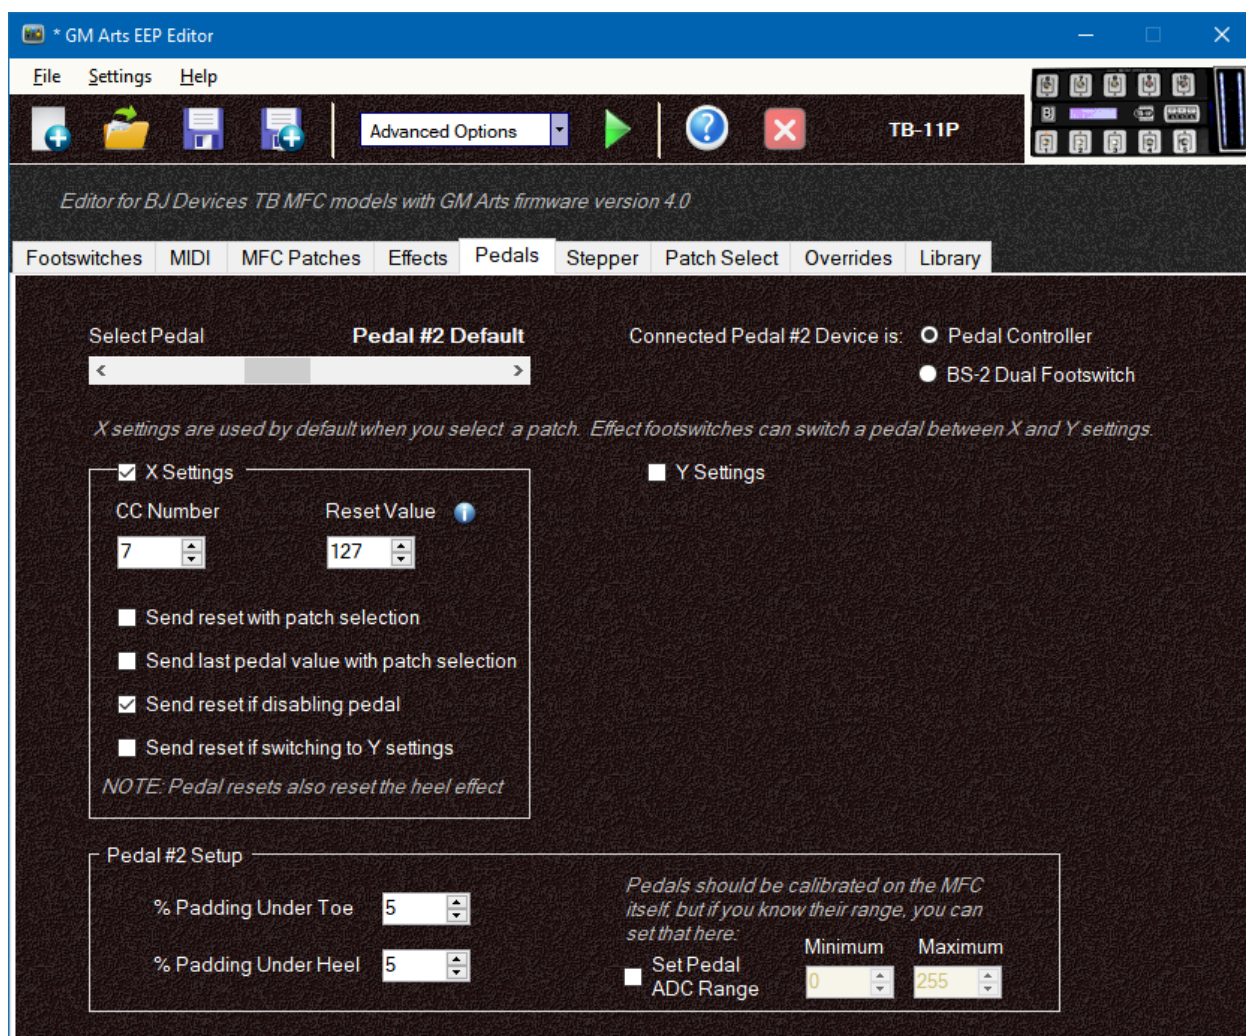 * GM Arts EEP Editor
File Settings Help
Advanced Options
TB-11P
Editor for BJ Devices TB MFC models with GM Arts firmware version 4.0
Footswitches MIDI MFC Patches Effects Pedals Stepper Patch Select Overrides Library
Select Pedal Pedal #2 Default Connected Pedal #2 Device is: Pedal Controller
BS-2 Dual Footswitch
X settings are used by default when you select a patch. Effect footswitches can switch a pedal between X and Y settings.
X Settings Y Settings
CC Number Reset Value
7 127
Send reset with patch selection
Send last pedal value with patch selection
Send reset if disabling pedal
Send reset if switching to Y settings
NOTE: Pedal resets also reset the heel effect
Pedal #2 Setup
% Padding Under Toe 5
% Padding Under Heel 5
Pedals should be calibrated on the MFC
itself, but if you know their range, you can
set that here:
Minimum Maximum
Set Pedal
ADC Range 0 255